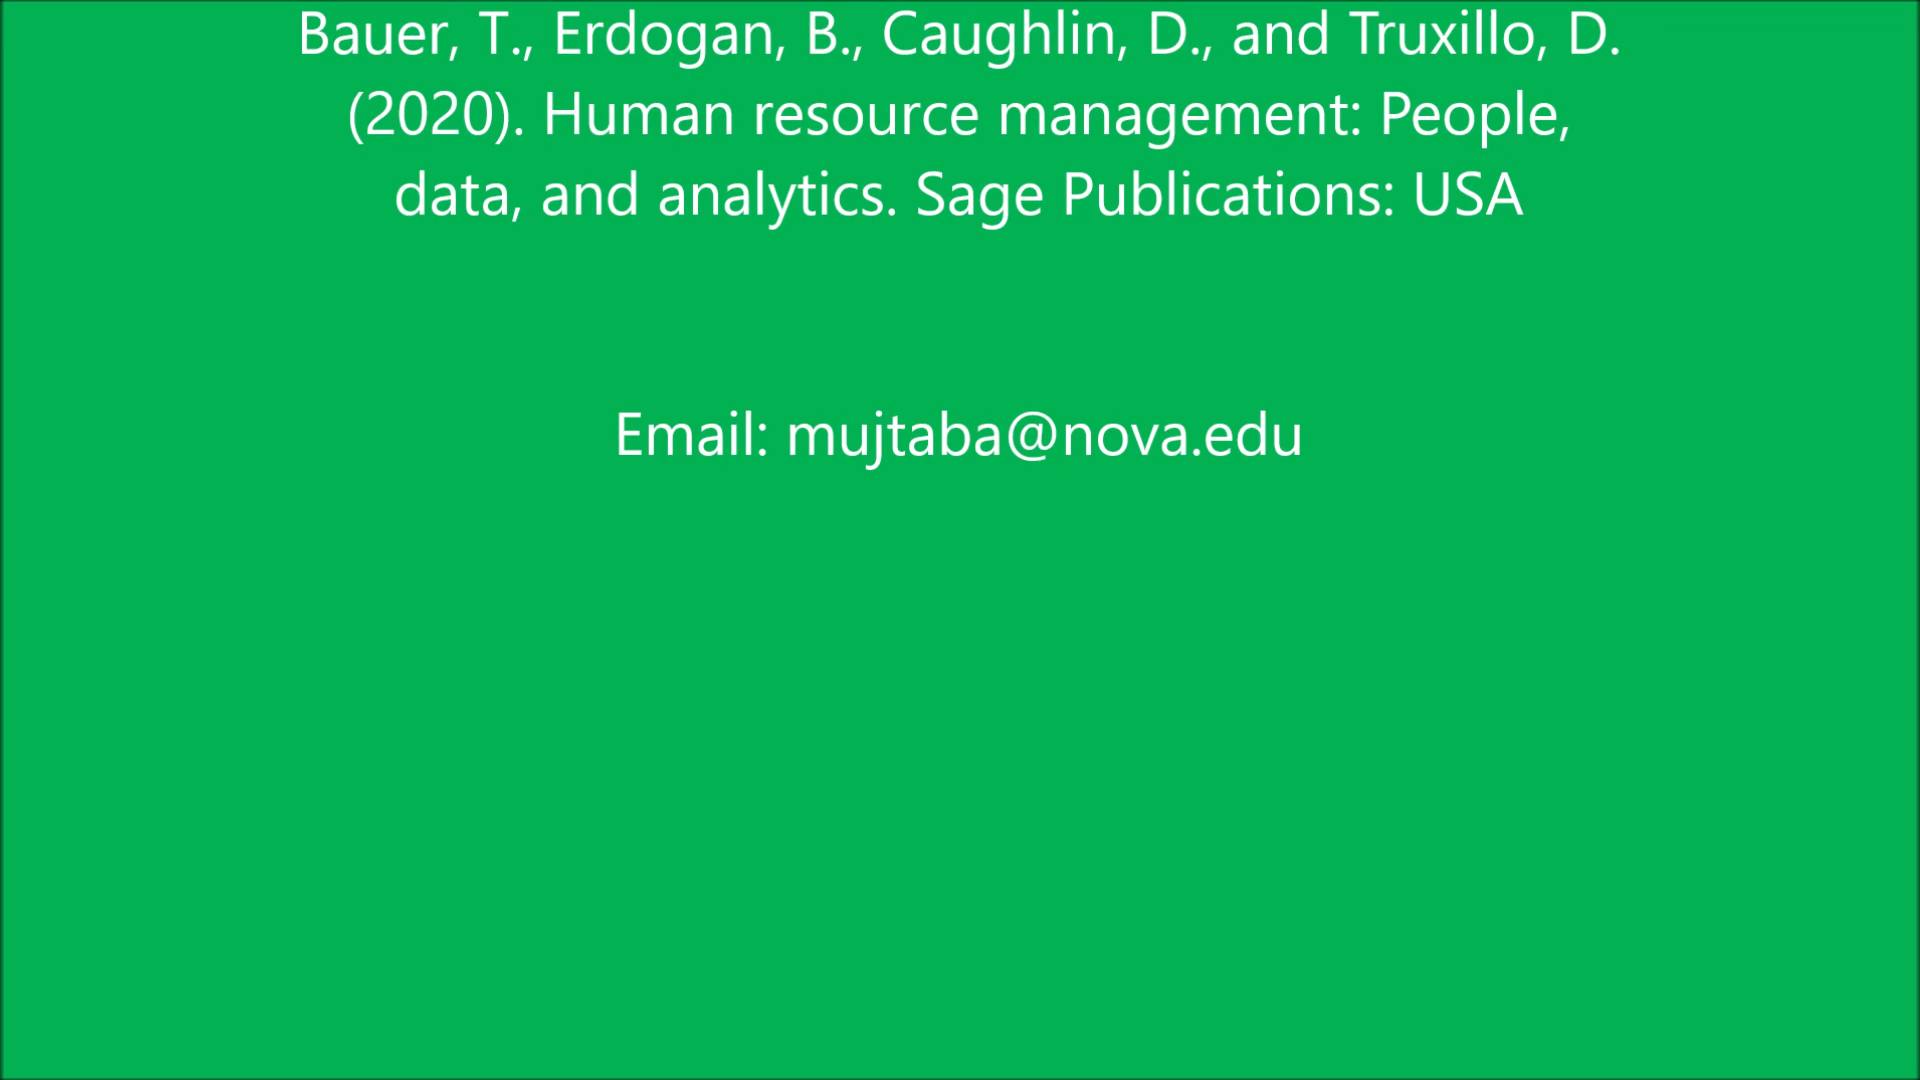 Bauer, T., Erdogan, B., Caughlin, D., and Truxillo, D.
(2020). Human resource management: People,
data, and analytics. Sage Publications: USA
Email: mujtaba@nova.edu